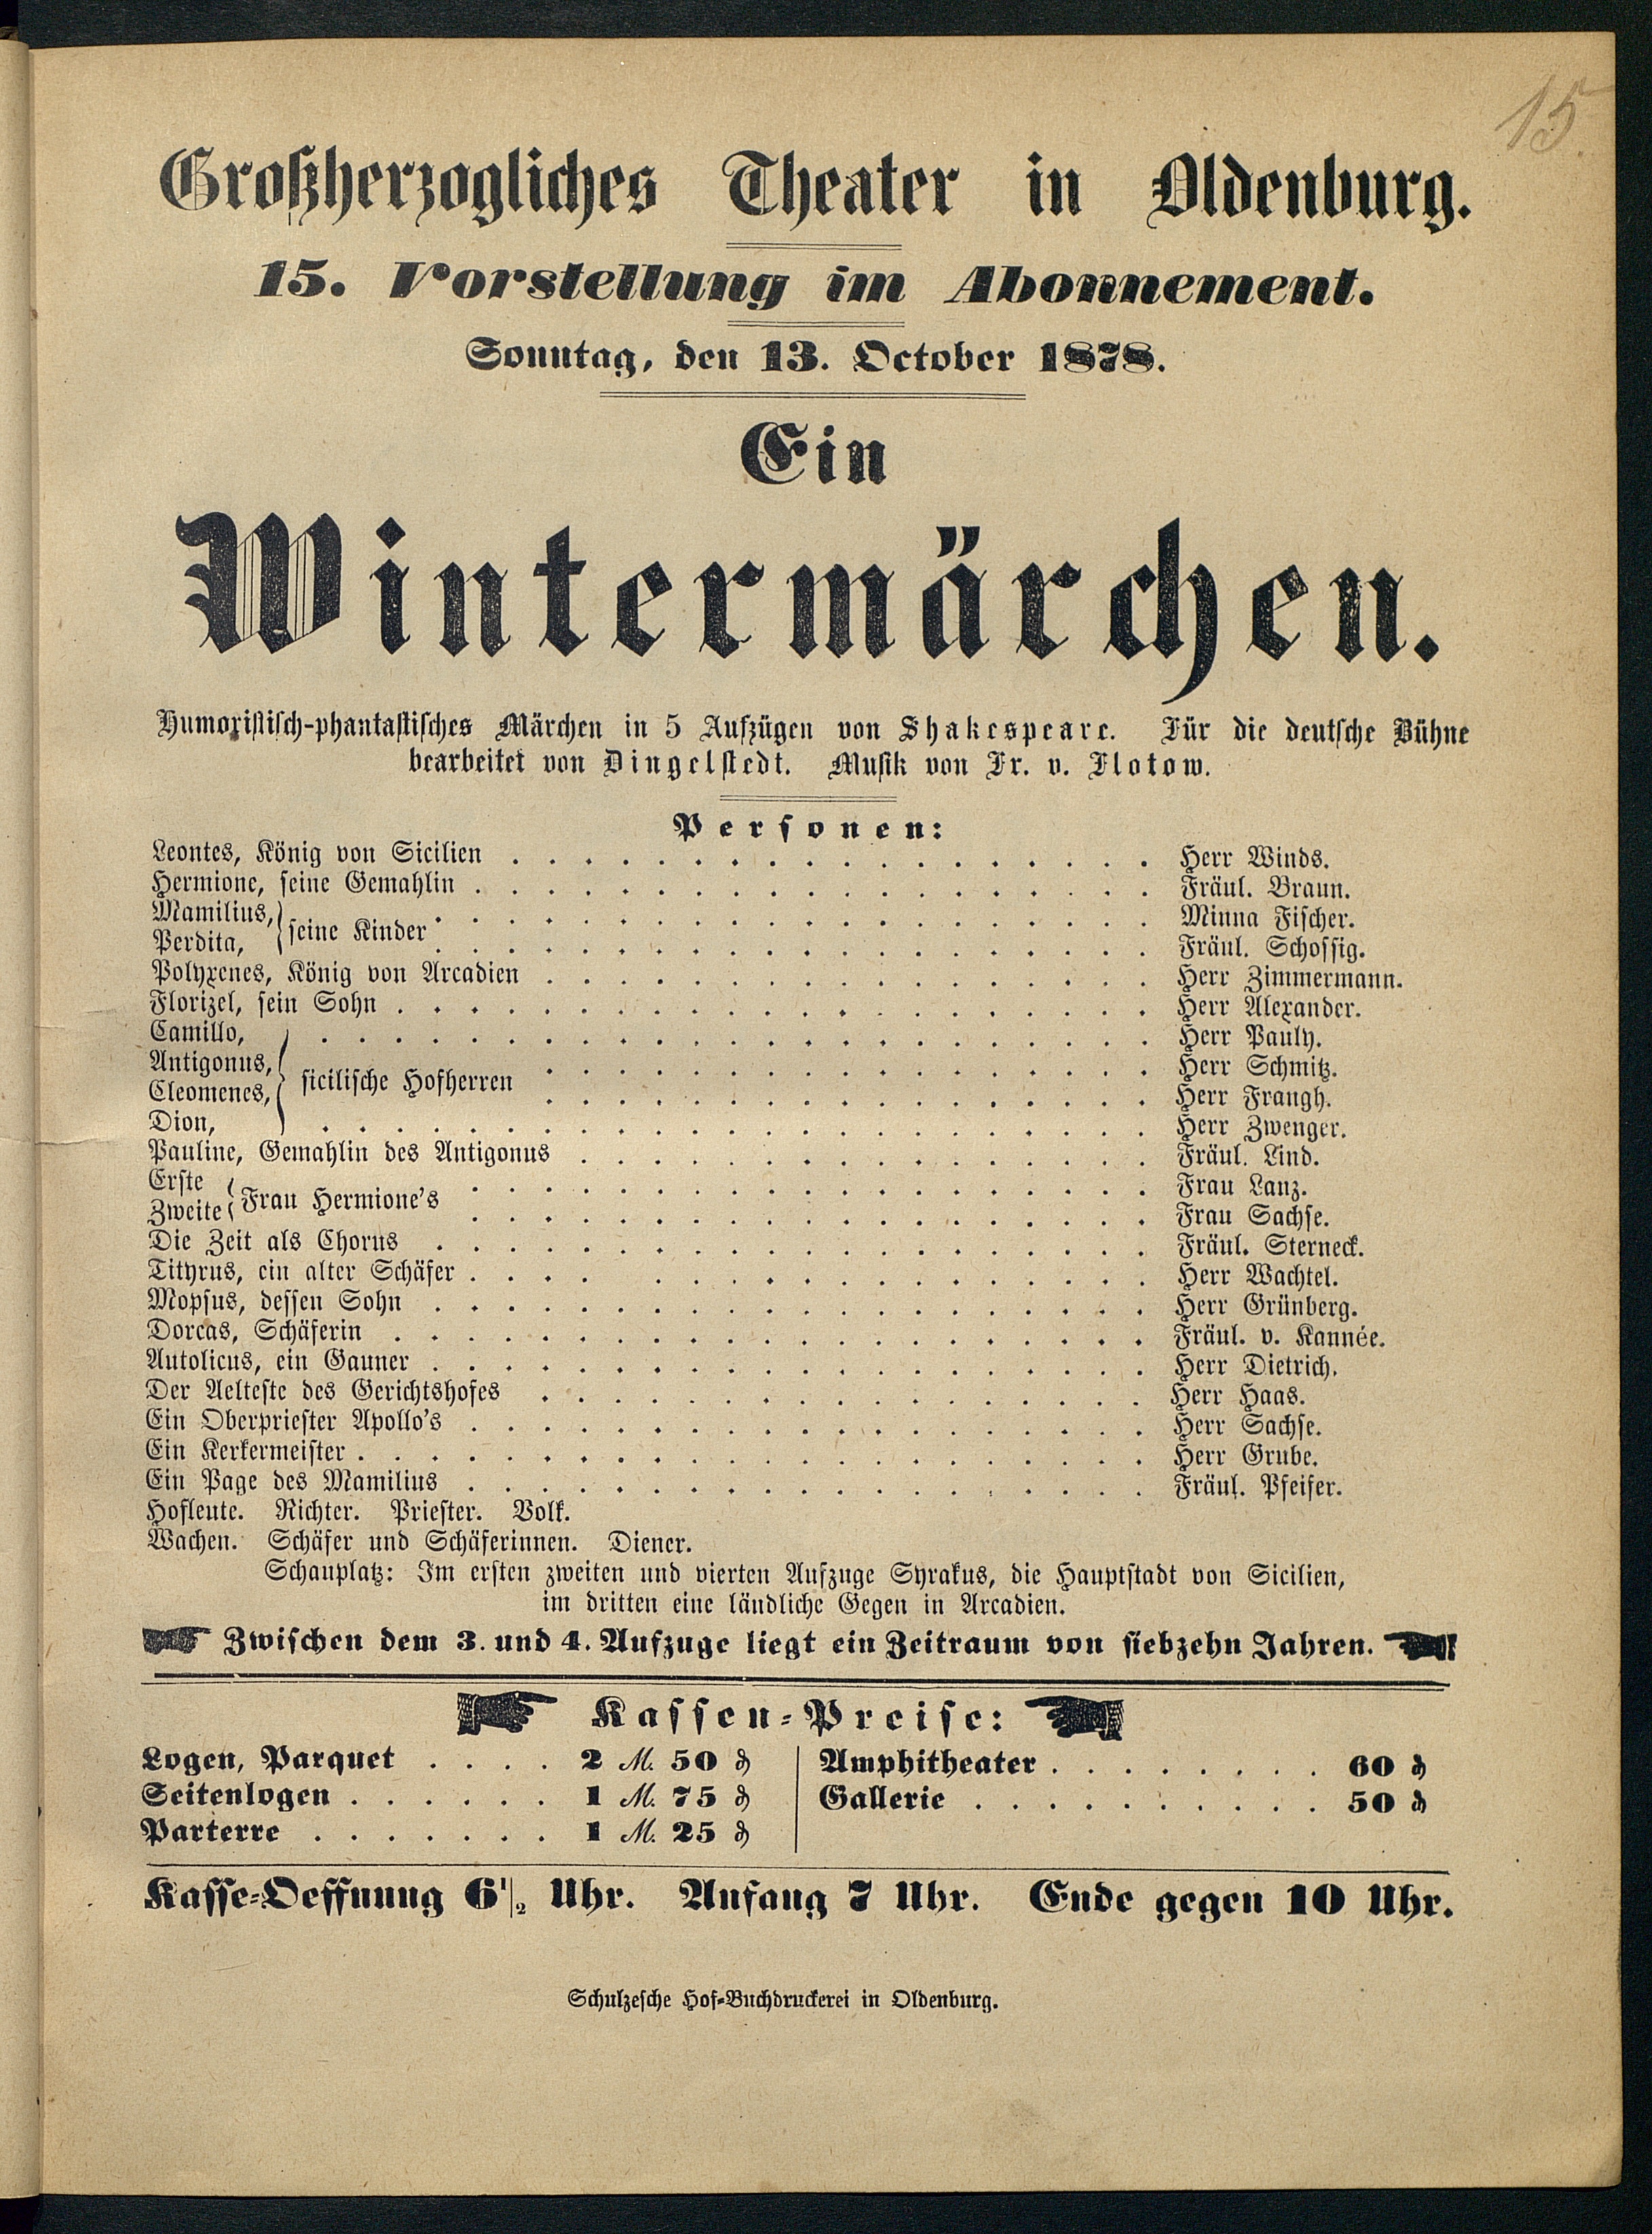 15.
Großherzogliches Theater in Oldenburg.
15. Vorstellung im Abonnement.
Sonntag, den 13. October 1878.
Ein
Wintermärchen.
Humoristisch-phantastisches Märchen in 5 Aufzügen von Shakespeare. Für die deutsche Bühne
bearbeitet von Dingelstedt. Musik von Fr. v. Flotow.
Personen:
Leontes, König von Sicilien . . . . . Herr Winds.
Hermione, seine Gemahlin . . . . . Fräul. Braun.
Mamilius, } seine Kinder . . . . . Minna Fischer.
Perdita, . . . . . Fräul. Schossig.
Polyxenes, König von Arcadien . . . . . Herr Zimmermann.
Florizel, sein Sohn . . . . . Herr Alexander.
Camillo, . . . . . Herr Pauly.
Antigonus, } sicilische Hofherren . . . . . Herr Schmitz.
Cleomenes, . . . . . Herr Frangh.
Dion, . . . . . Herr Zwenger.
Pauline, Gemahlin des Antigonus . . . . . Fräul. Lind.
Erste } Frau Hermione's . . . . . Frau Lanz.
Zweite . . . . . Frau Sachse.
Die Zeit als Chorus . . . . . Fräul. Sterneck.
Tityrus, ein alter Schäfer . . . . . Herr Wachtel.
Mopsus, dessen Sohn . . . . . Herr Grünberg.
Dorcas, Schäferin . . . . . Fräul. v. Kannée.
Autolicus, ein Gauner . . . . . Herr Dietrich.
Der Aelteste des Gerichtshofes . . . . . Herr Haas.
Ein Oberpriester Apollo's . . . . . Herr Sachse.
Ein Kerkermeister . . . . . Herr Grube.
Ein Page des Mamilius . . . . . Fräul. Pfeifer.
Hofleute. Richter. Priester. Volk.
Wachen. Schäfer und Schäferinnen. Diener.
Schauplatz: Im ersten zweiten und vierten Aufzuge Syrakus, die Hauptstadt von Sicilien,
im dritten eine ländliche Gegen in Arcadien.
Zwischen dem 3. und 4. Aufzuge liegt ein Zeitraum von siebzehn Jahren.
Kassen-Preise:
Logen, Parquet . . . . 2 M. 50 ₰
Seitenlogen . . . . . . 1 M. 75 ₰
Parterre . . . . . . . 1 M. 25 ₰
Amphitheater . . . . . . . . 60 ₰
Gallerie . . . . . . . . . . 50 ₰
Kasse-Oeffnung 6 1/2 Uhr. Anfang 7 Uhr. Ende gegen 10 Uhr.
Schulzesche Hof-Buchdruckerei in Oldenburg.